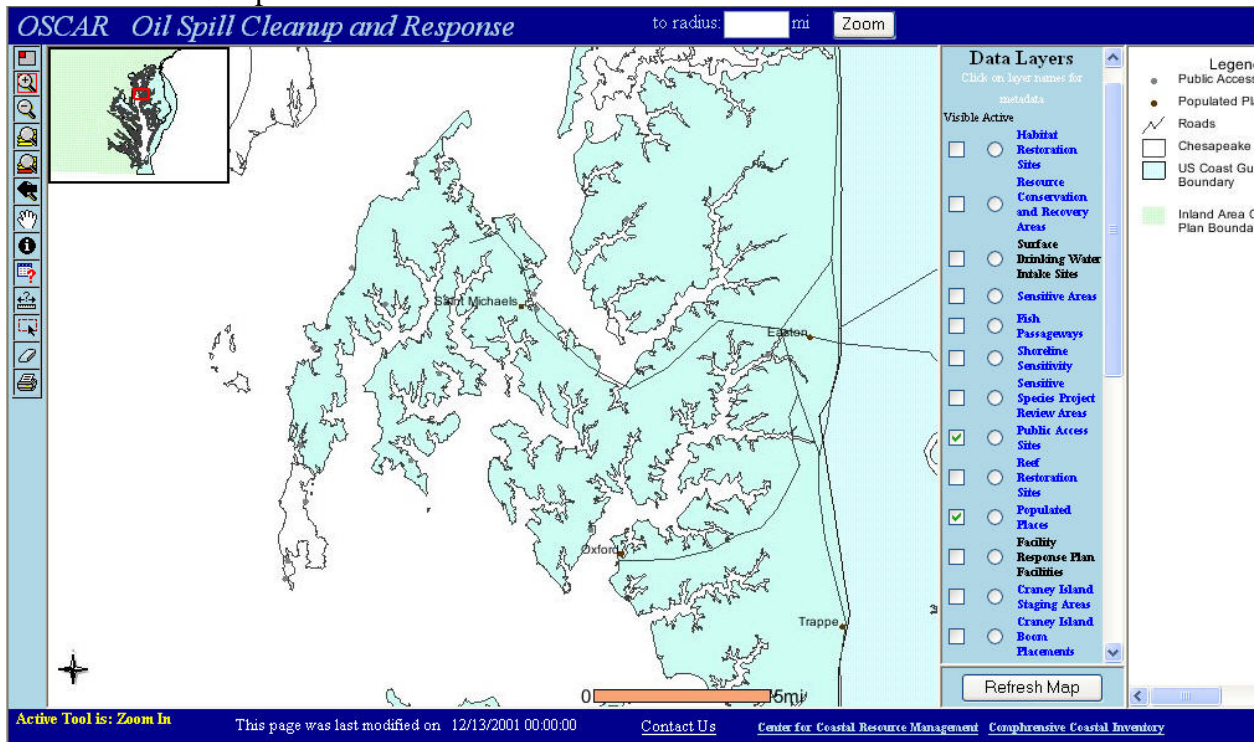 OSCAR Oil Spill Cleanup and Response
to radius: mi Zoom
Saint Michaels
Easton
Oxford
Trappe
0 5mi
Data Layers
Click on layer names for
metadata
Visible Active
Habitat
Restoration
Sites
Resource
Conservation
and Recovery
Areas
Surface
Drinking Water
Intake Sites
Sensitive Areas
Fish
Passageways
Shoreline
Sensitivity
Sensitive
Species Project
Review Areas
Public Access
Sites
Reef
Restoration
Sites
Populated
Places
Facility
Response Plan
Facilities
Craney Island
Staging Areas
Craney Island
Boom
Placements
Refresh Map
Legen
Public Access
Populated Pl
Roads
Chesapeake
US Coast Gu
Boundary
Inland Area C
Plan Bounda
Active Tool is: Zoom In
This page was last modified on 12/13/2001 00:00:00
Contact Us
Center for Coastal Resource Management Comphrensive Coastal Inventory